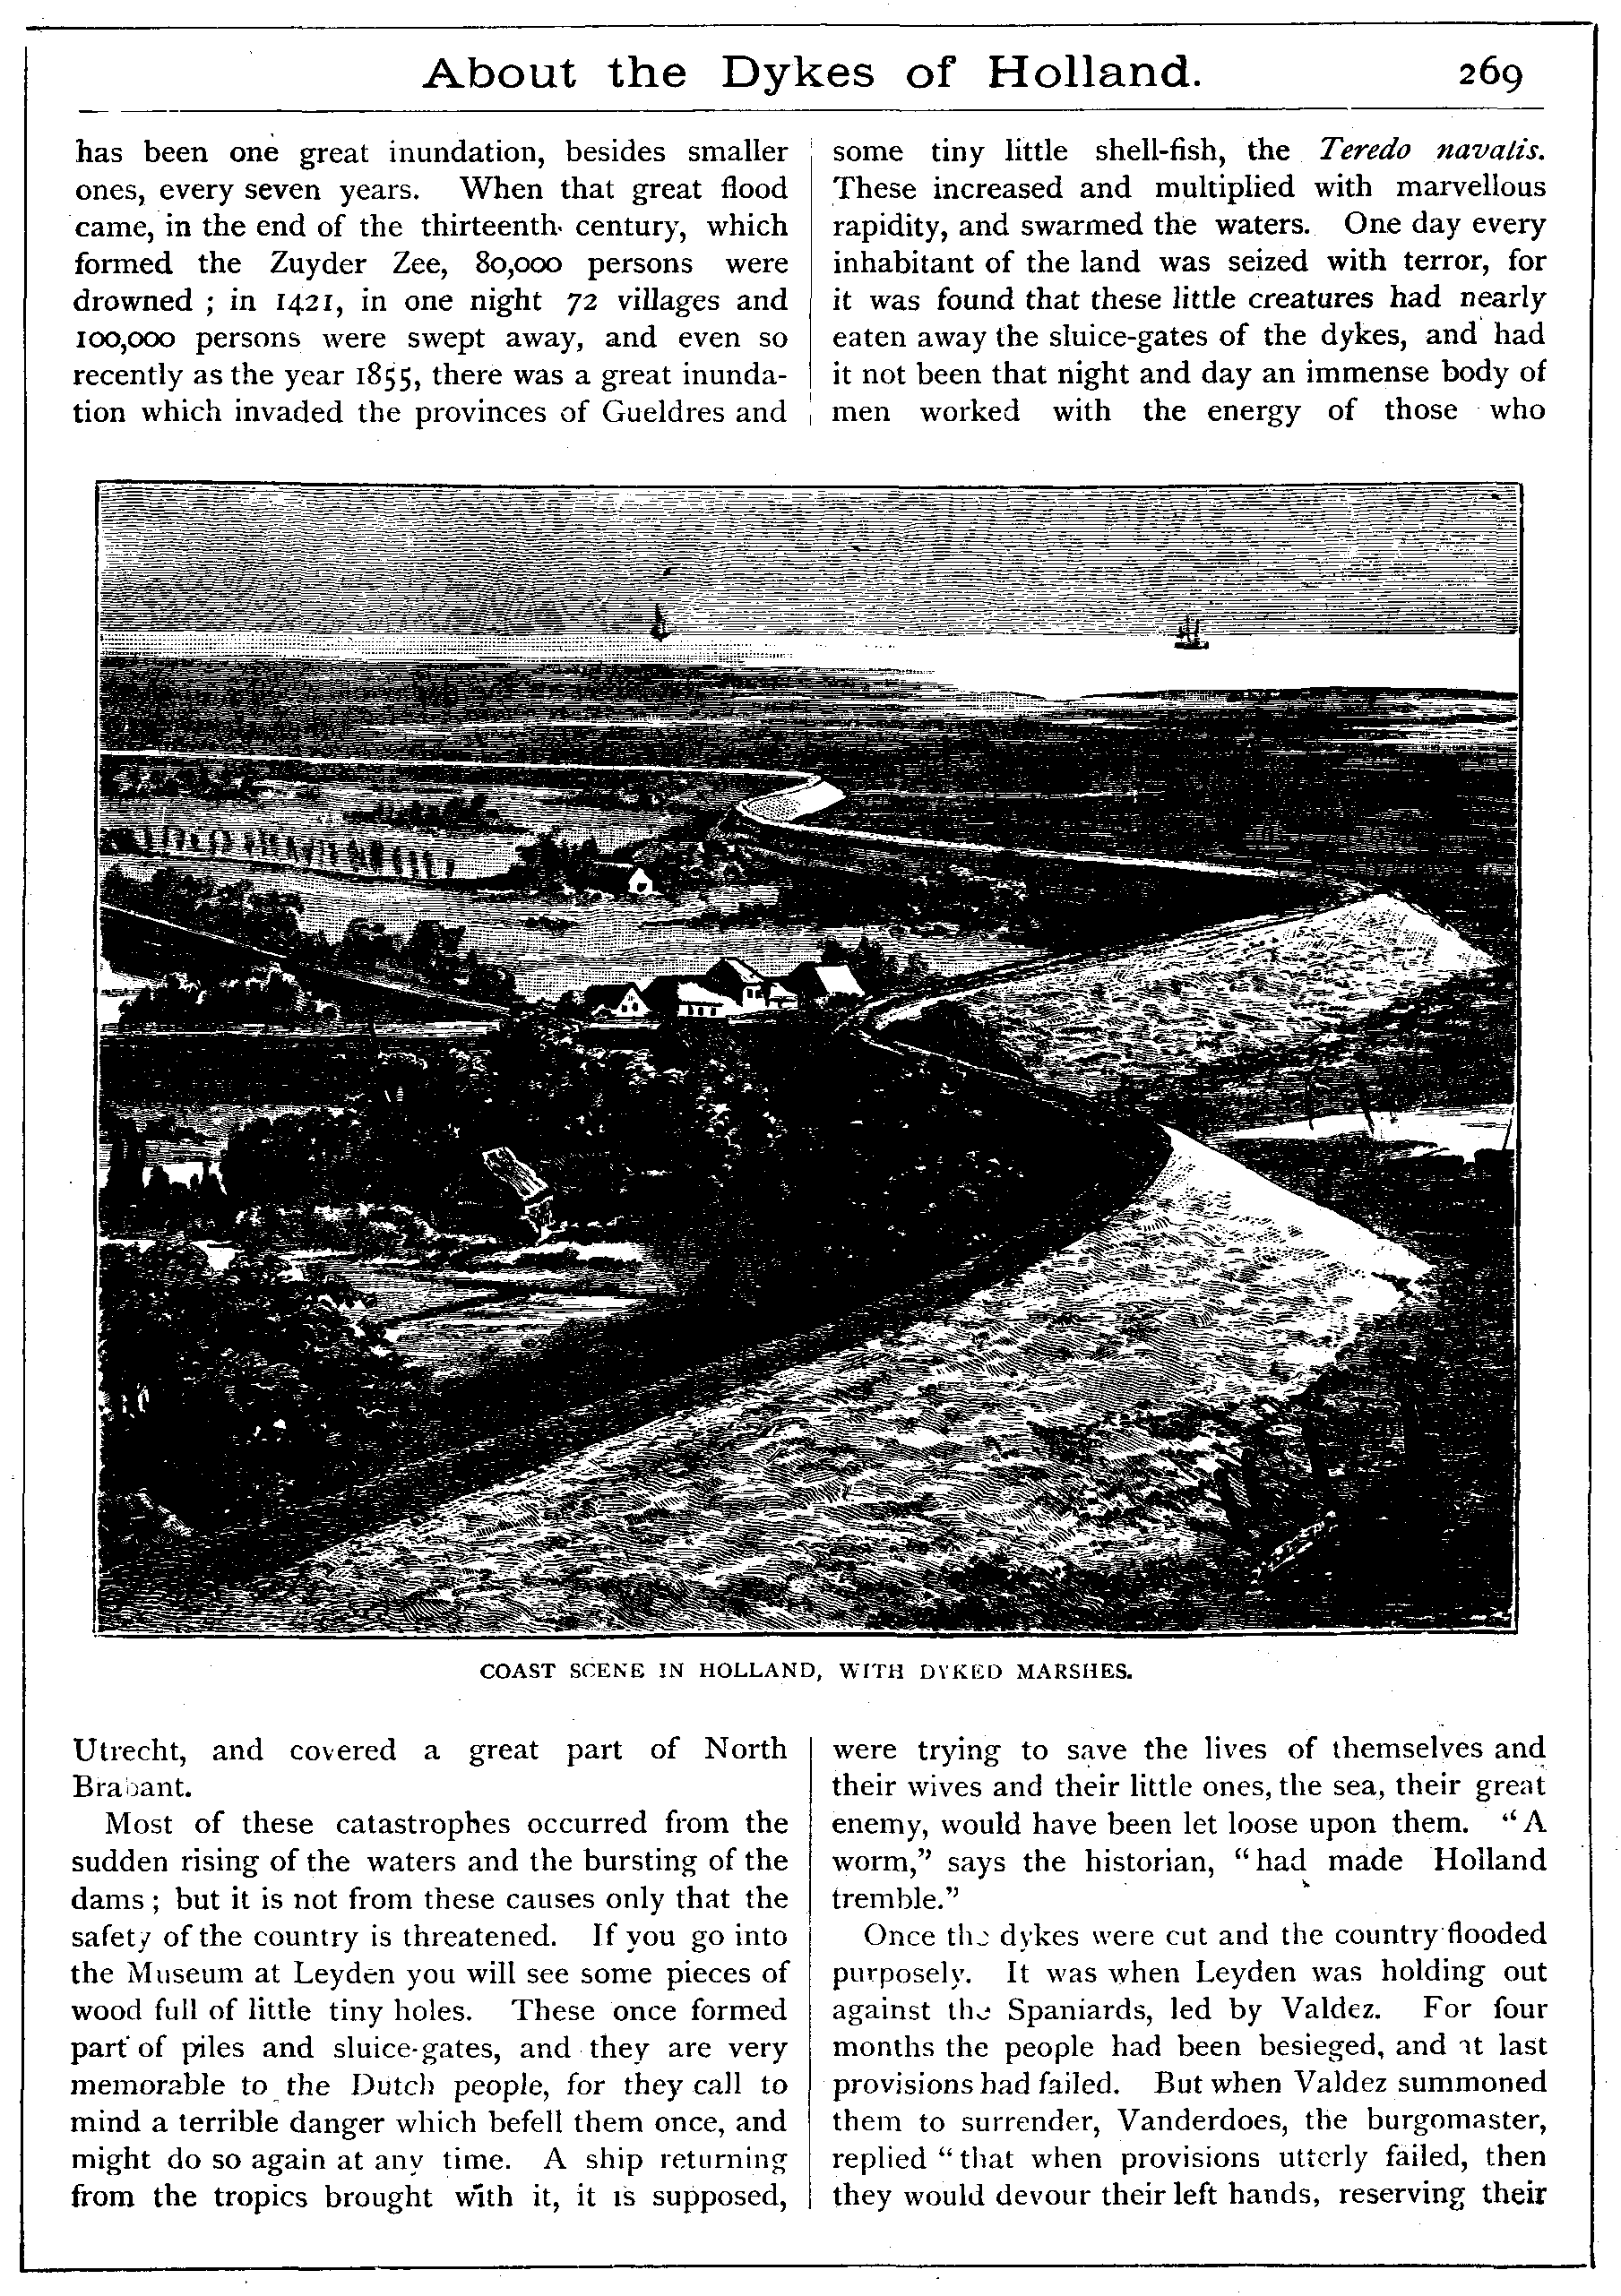 About the Dykes of Holland. 269
has been one great inundation, besides smaller
ones, every seven years. When that great flood
came, in the end of the thirteenth century, which
formed the Zuyder Zee, 80,000 persons were
drowned ; in 1421, in one night 72 villages and
100,000 persons were swept away, and even so
recently as the year 1855, there was a great inunda-
tion which invaded the provinces of Gueldres and
Utrecht, and covered a great part of North
Brabant.
Most of these catastrophes occurred from the
sudden rising of the waters and the bursting of the
dams ; but it is not from these causes only that the
safety of the country is threatened. If you go into
the Museum at Leyden you will see some pieces of
wood full of little tiny holes. These once formed
part of piles and sluice-gates, and they are very
memorable to the Dutch people, for they call to
mind a terrible danger which befell them once, and
might do so again at any time. A ship returning
from the tropics brought with it, it is supposed,
some tiny little shell-fish, the Teredo navalis.
These increased and multiplied with marvellous
rapidity, and swarmed the waters. One day every
inhabitant of the land was seized with terror, for
it was found that these little creatures had nearly
eaten away the sluice-gates of the dykes, and had
it not been that night and day an immense body of
men worked with the energy of those who
were trying to save the lives of themselves and
their wives and their little ones, the sea, their great
enemy, would have been let loose upon them. “A
worm,” says the historian, “had made Holland
tremble.”
Once the dykes were cut and the country flooded
purposely. It was when Leyden was holding out
against the Spaniards, led by Valdez. For four
months the people had been besieged, and at last
provisions had failed. But when Valdez summoned
them to surrender, Vanderdoes, the burgomaster,
replied “that when provisions utterly failed, then
they would devour their left hands, reserving their
COAST SCENE IN HOLLAND, WITH DYKED MARSHES.